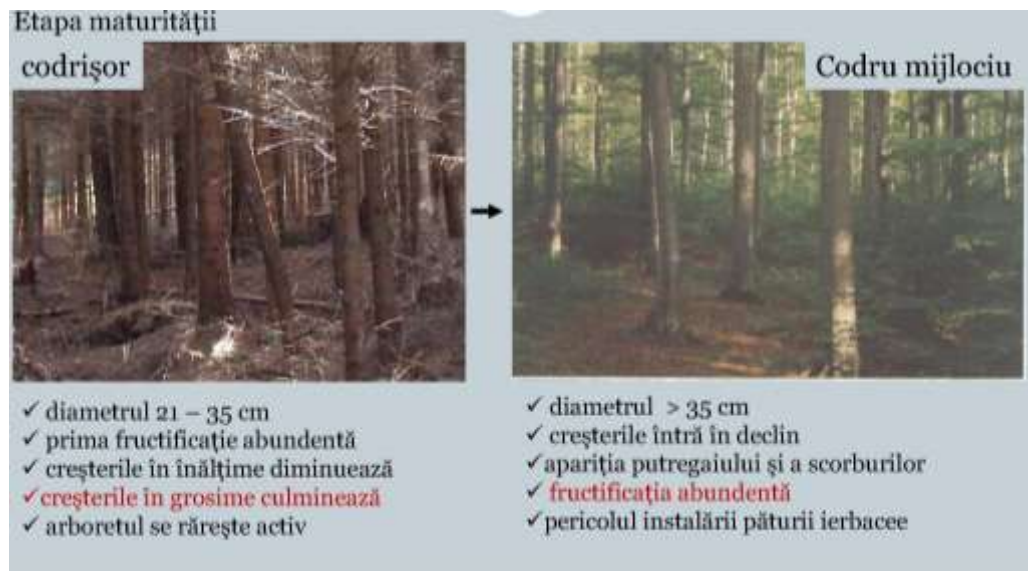 Etapa maturității
codrișor
Codru mijlociu
✓ diametrul 21 – 35 cm
✓ prima fructificație abundentă
✓ creșterile în înălțime diminuează
✓ creșterile în grosime culminează
✓ arboretul se rărește activ
✓ diametrul > 35 cm
✓ creșterile întră în declin
✓ apariția putregaiului și a scorburilor
✓ fructificația abundentă
✓ pericolul instalării păturii ierbacee